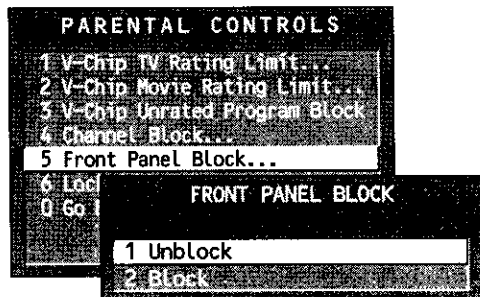 PARENTAL CONTROLS
1 V-Chip TV Rating Limit...
2 V-Chip Movie Rating Limit...
3 V-Chip Unrated Program Block
4 Channel Block...
5 Front Panel Block...
6
0 Go
FRONT PANEL BLOCK
1 Unblock
2 Block